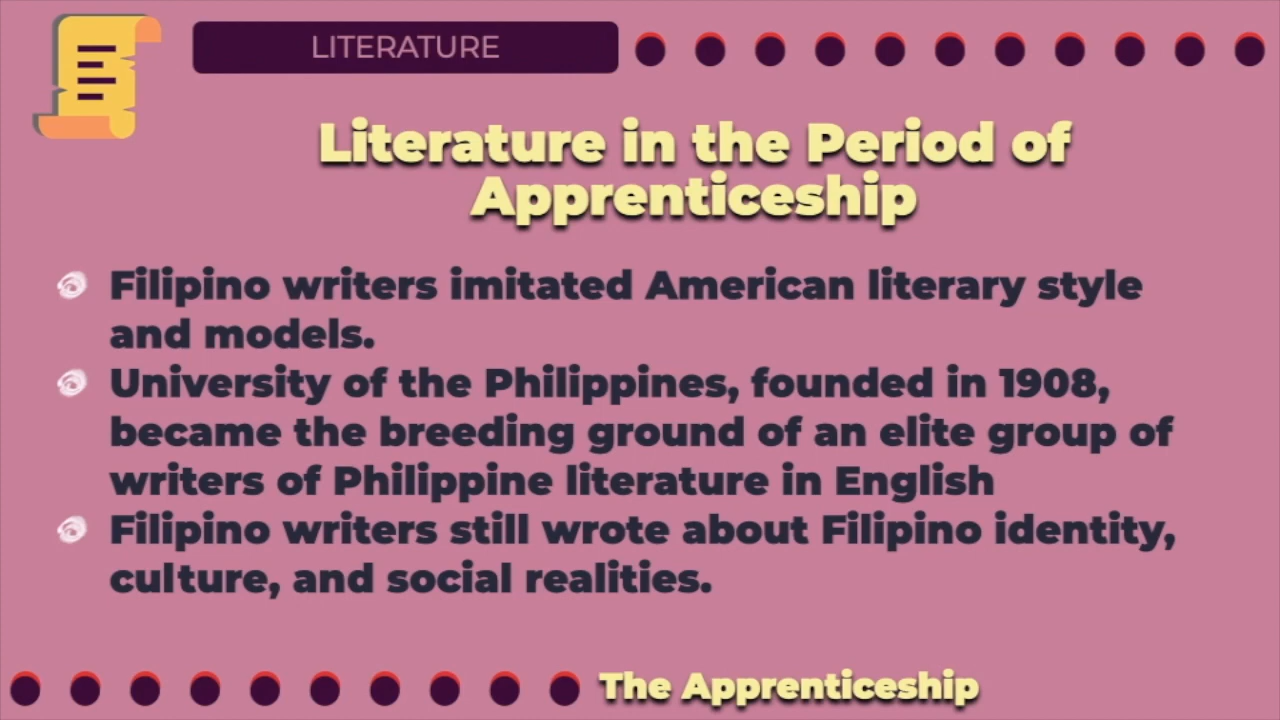 LITERATURE
Literature in the Period of
Apprenticeship
Filipino writers imitated American literary style
and models.
University of the Philippines, founded in 1908,
became the breeding ground of an elite group of
writers of Philippine literature in English
Filipino writers still wrote about Filipino identity,
culture, and social realities.
The Apprenticeship